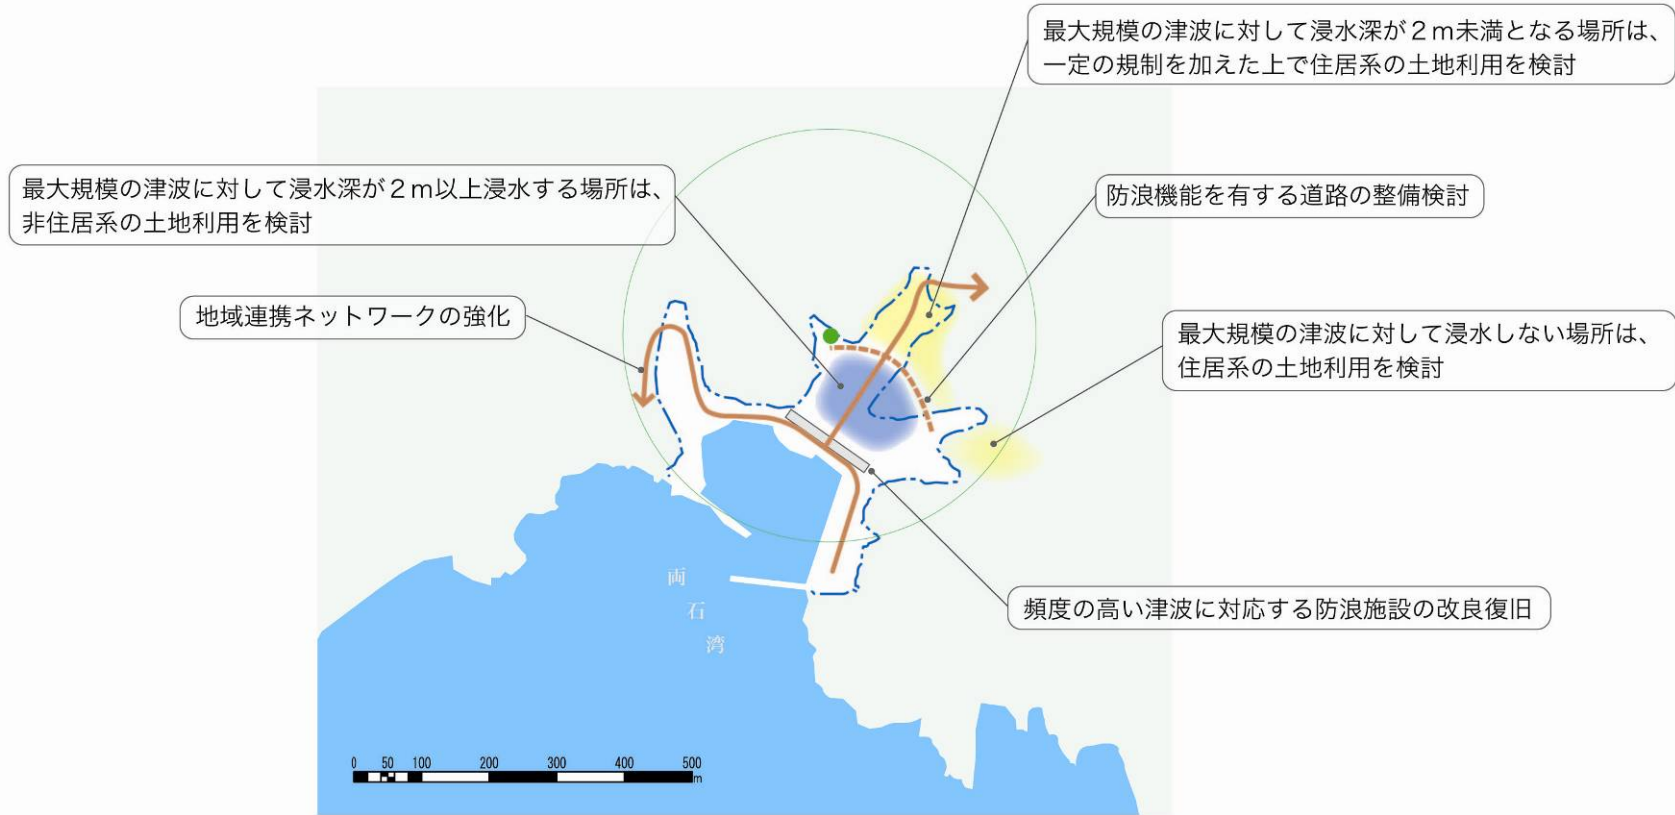 最大規模の津波に対して浸水深が２ｍ未満となる場所は、
一定の規制を加えた上で住居系の土地利用を検討
最大規模の津波に対して浸水深が２ｍ以上浸水する場所は、
非住居系の土地利用を検討
防浪機能を有する道路の整備検討
地域連携ネットワークの強化
最大規模の津波に対して浸水しない場所は、
住居系の土地利用を検討
頻度の高い津波に対応する防浪施設の改良復旧
両石湾
0 50 100 200 300 400 500
m